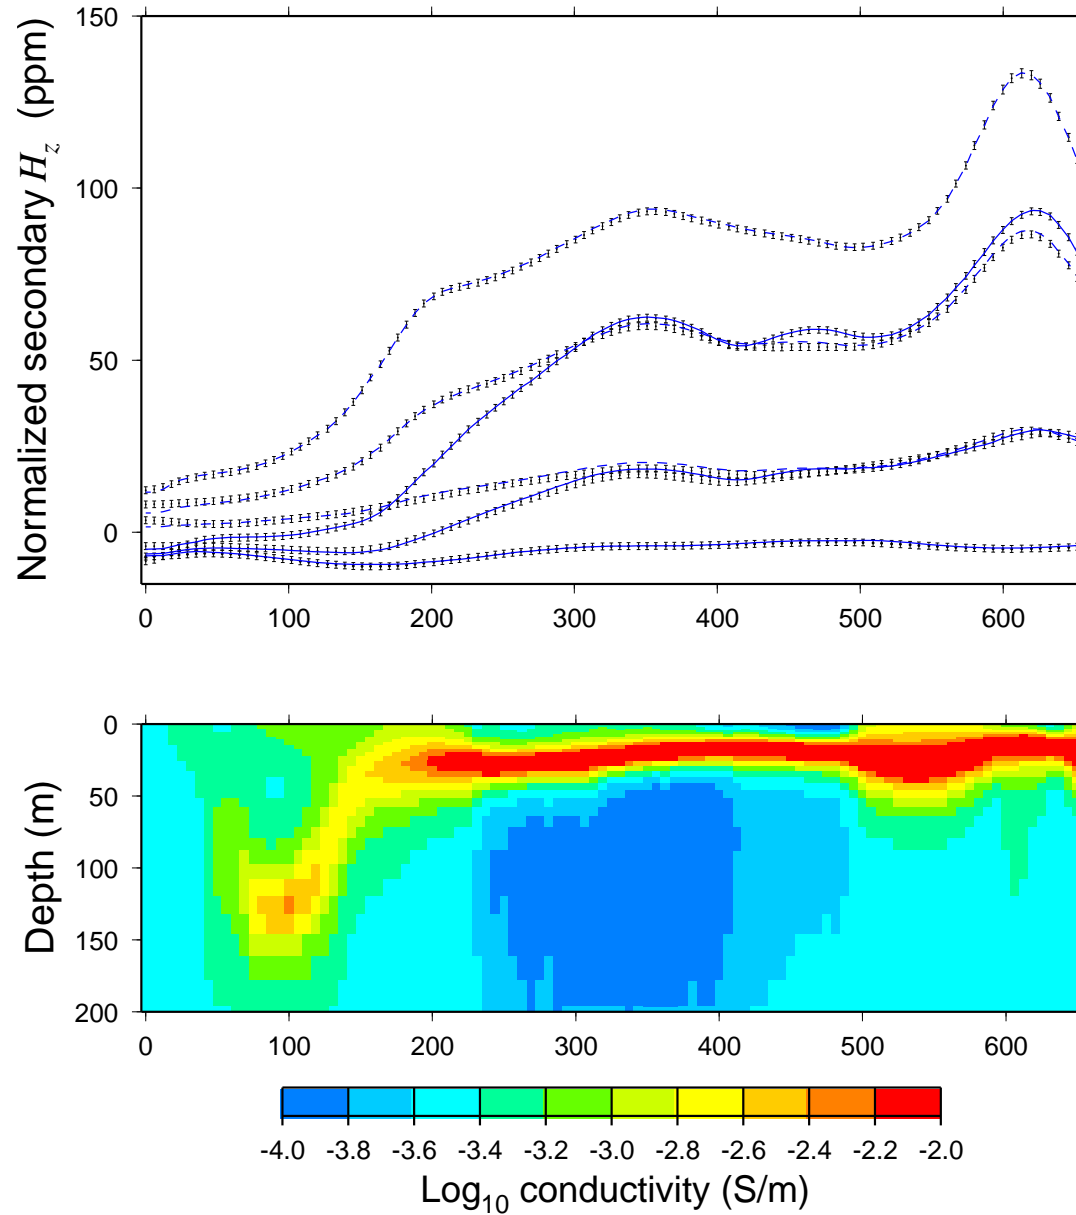 Normalized secondary H_z (ppm)
150
100
50
0
0 100 200 300 400 500 600
Depth (m)
0
50
100
150
200
0 100 200 300 400 500 600
-4.0 -3.8 -3.6 -3.4 -3.2 -3.0 -2.8 -2.6 -2.4 -2.2 -2.0
Log₁₀ conductivity (S/m)